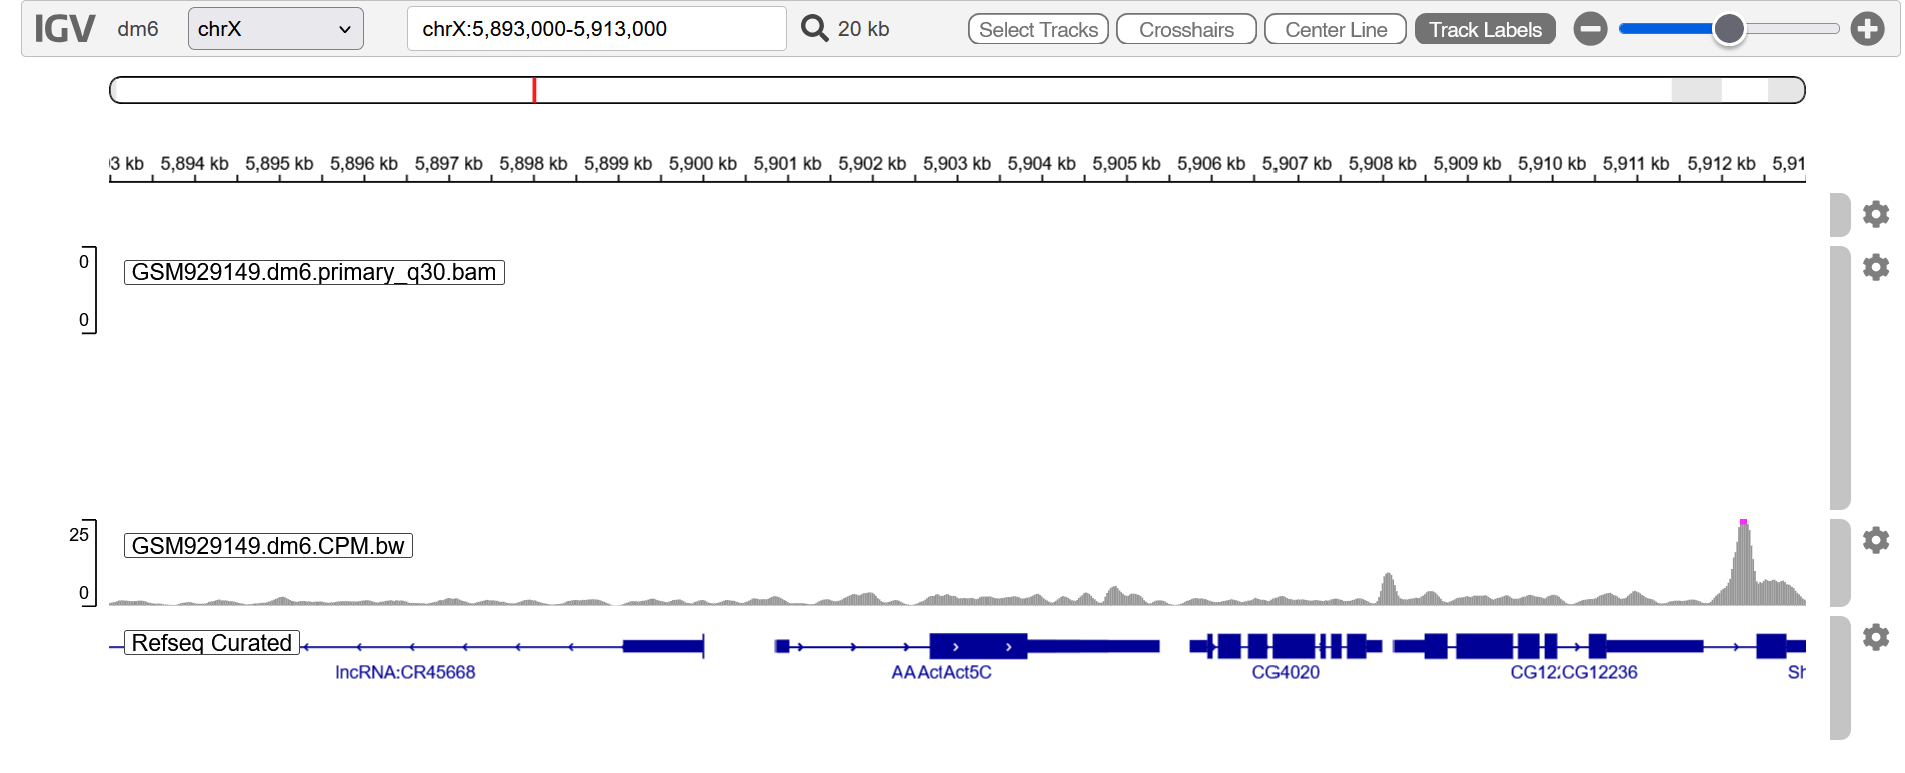 IGV dm6 chrX chrX:5,893,000-5,913,000 20 kb Select Tracks Crosshairs Center Line Track Labels
3 kb 5,894 kb 5,895 kb 5,896 kb 5,897 kb 5,898 kb 5,899 kb 5,900 kb 5,901 kb 5,902 kb 5,903 kb 5,904 kb 5,905 kb 5,906 kb 5,907 kb 5,908 kb 5,909 kb 5,910 kb 5,911 kb 5,912 kb 5,91
0
GSM929149.dm6.primary_q30.bam
0
25
GSM929149.dm6.CPM.bw
0
Refseq Curated
lncRNA:CR45668 Act5C CG4020 CG12236